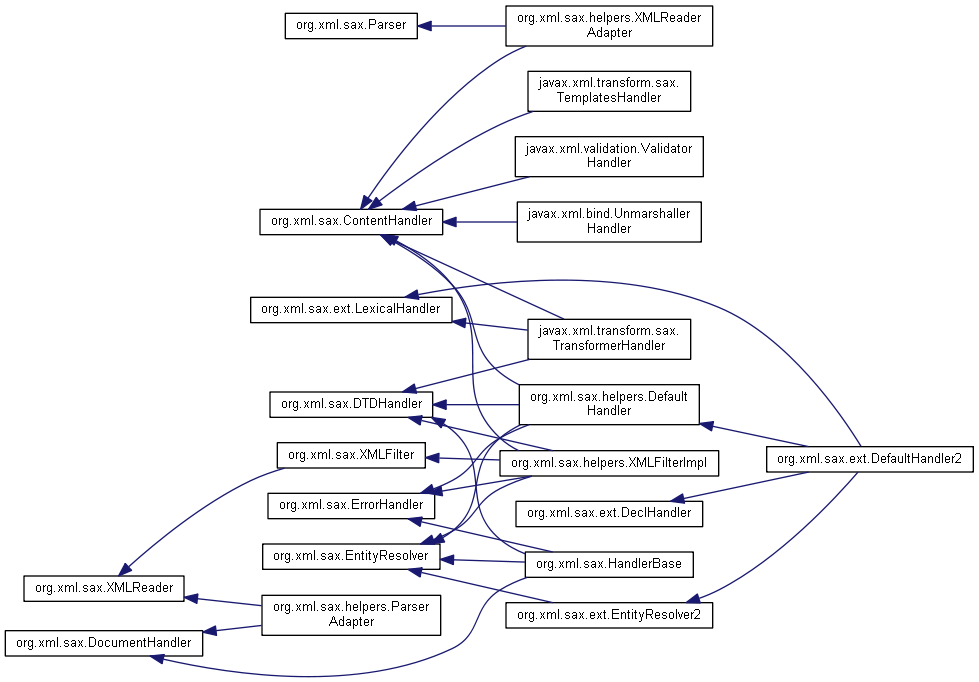 org.xml.sax.Parser
org.xml.sax.helpers.XMLReader
Adapter
javax.xml.transform.sax.
TemplatesHandler
javax.xml.validation.Validator
Handler
org.xml.sax.ContentHandler
javax.xml.bind.Unmarshaller
Handler
org.xml.sax.ext.LexicalHandler
javax.xml.transform.sax.
TransformerHandler
org.xml.sax.DTDHandler
org.xml.sax.helpers.Default
Handler
org.xml.sax.XMLFilter
org.xml.sax.helpers.XMLFilterImpl
org.xml.sax.ext.DefaultHandler2
org.xml.sax.ErrorHandler
org.xml.sax.ext.DeclHandler
org.xml.sax.EntityResolver
org.xml.sax.HandlerBase
org.xml.sax.XMLReader
org.xml.sax.helpers.Parser
Adapter
org.xml.sax.ext.EntityResolver2
org.xml.sax.DocumentHandler